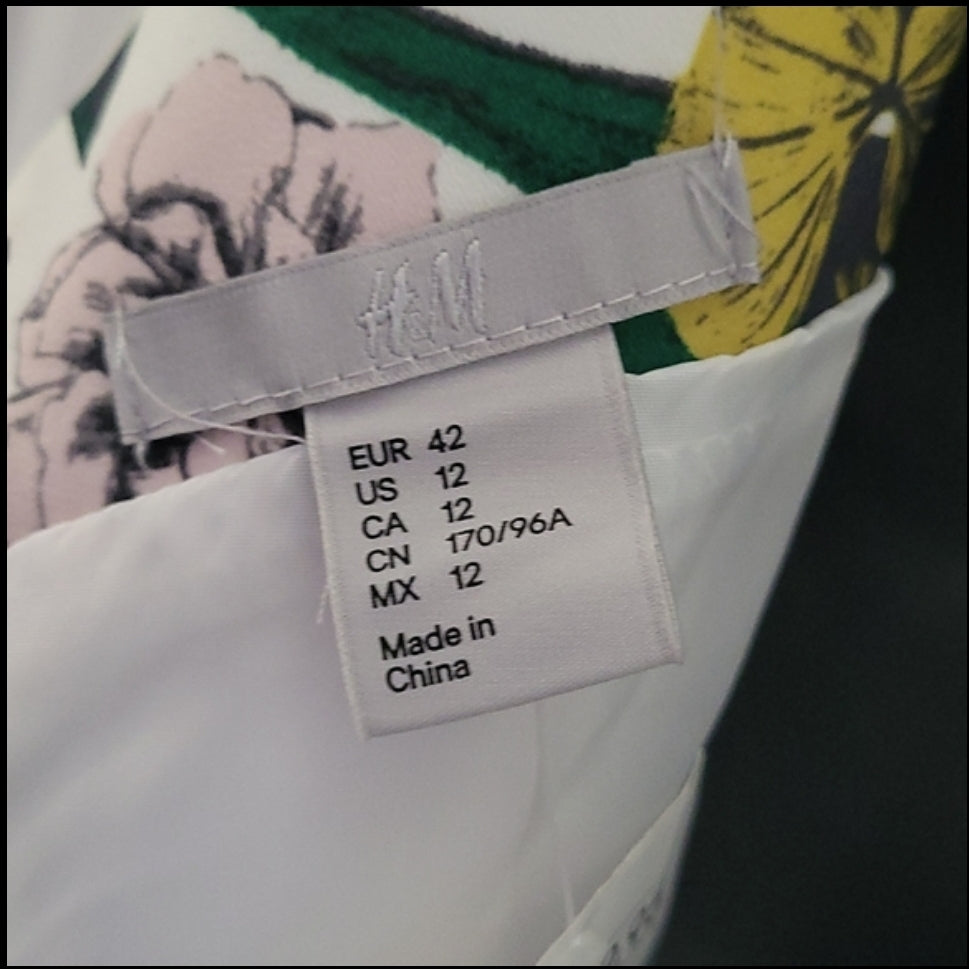 H&M
EUR 42
US 12
CA 12
CN 170/96A
MX 12
Made in
China